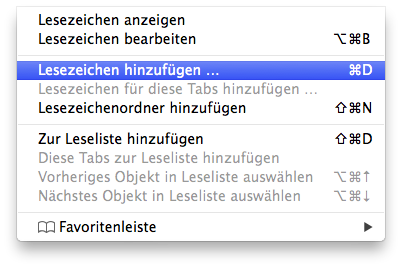 Lesezeichen anzeigen
Lesezeichen bearbeiten ⌥⌘B
Lesezeichen hinzufügen ... ⌘D
Lesezeichen für diese Tabs hinzufügen ...
Lesezeichenordner hinzufügen ⇧⌘N
Zur Leseliste hinzufügen ⇧⌘D
Diese Tabs zur Leseliste hinzufügen
Vorheriges Objekt in Leseliste auswählen ⌥⌘↑
Nächstes Objekt in Leseliste auswählen ⌥⌘↓
Favoritenleiste ▶